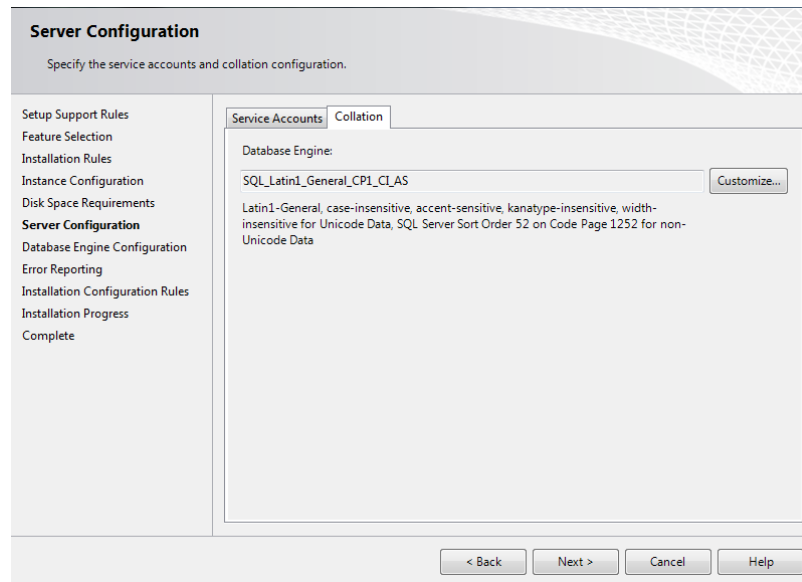 Server Configuration
Specify the service accounts and collation configuration.
Setup Support Rules
Feature Selection
Installation Rules
Instance Configuration
Disk Space Requirements
Server Configuration
Database Engine Configuration
Error Reporting
Installation Configuration Rules
Installation Progress
Complete
Service Accounts
Collation
Database Engine:
SQL_Latin1_General_CP1_CI_AS
Customize...
Latin1-General, case-insensitive, accent-sensitive, kanatype-insensitive, width-
insensitive for Unicode Data, SQL Server Sort Order 52 on Code Page 1252 for non-
Unicode Data
< Back
Next >
Cancel
Help